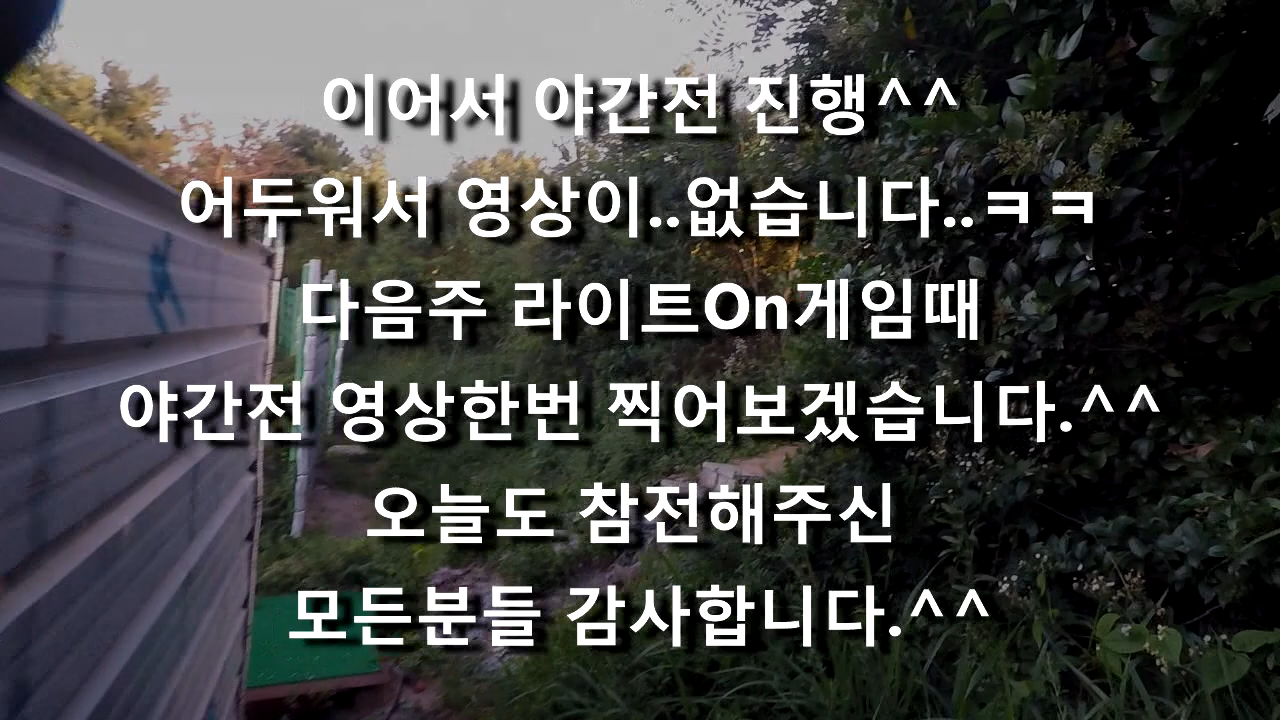 이어서 야간전 진행^^
어두워서 영상이..없습니다..ㅋㅋ
다음주 라이트On게임때
야간전 영상한번 찍어보겠습니다.^^
오늘도 참전해주신
모든분들 감사합니다.^^